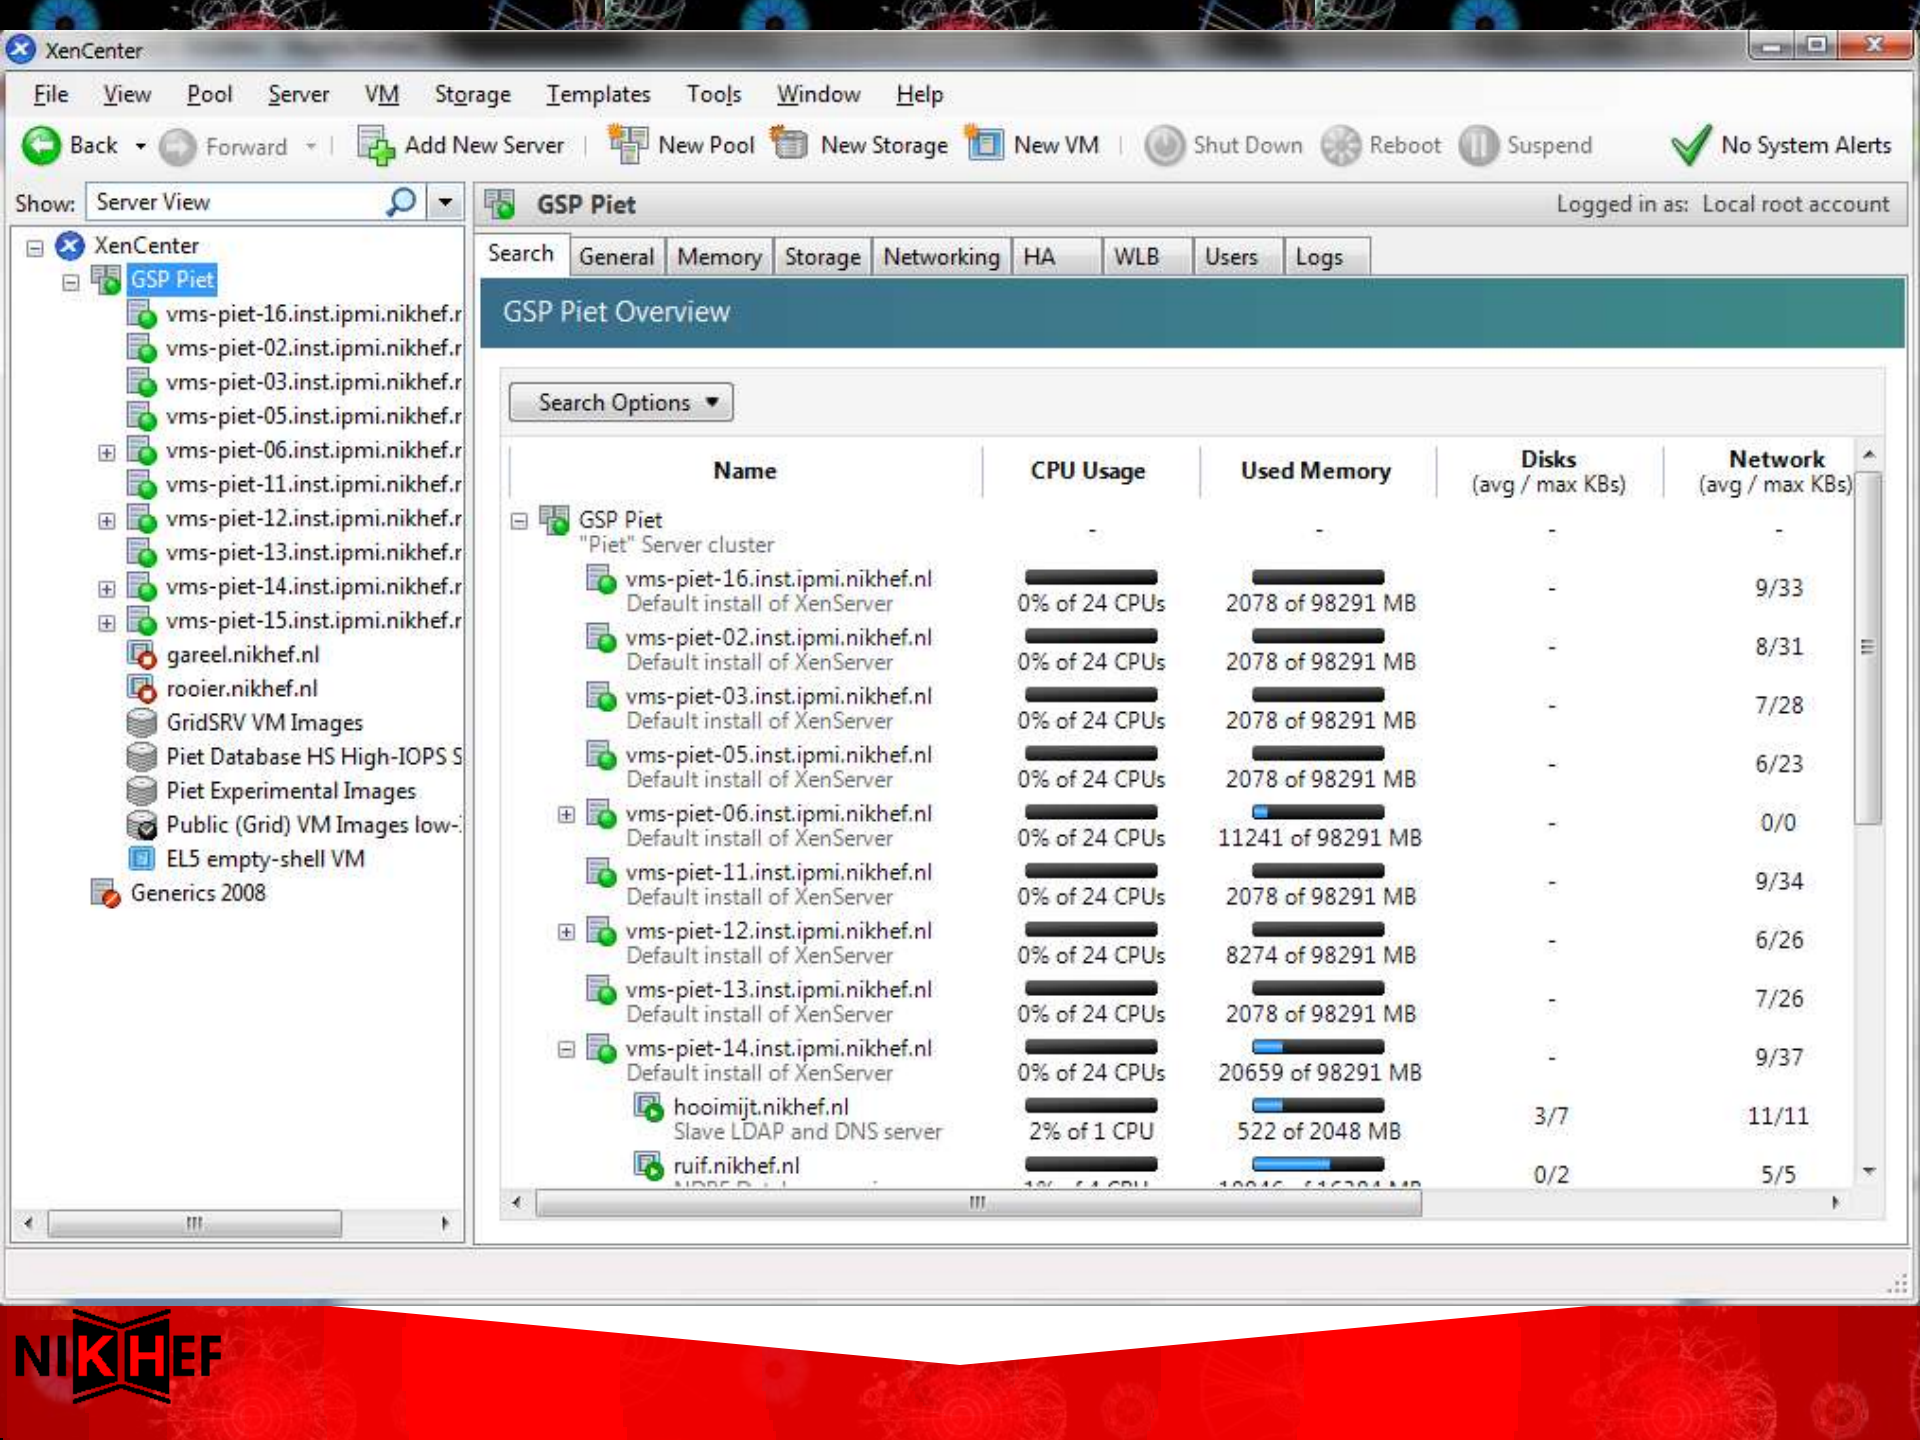 XenCenter
File View Pool Server VM Storage Templates Tools Window Help
Back Forward Add New Server New Pool New Storage New VM Shut Down Reboot Suspend No System Alerts
Show: Server View
XenCenter
GSP Piet
vms-piet-16.inst.ipmi.nikhef.r
vms-piet-02.inst.ipmi.nikhef.r
vms-piet-03.inst.ipmi.nikhef.r
vms-piet-05.inst.ipmi.nikhef.r
vms-piet-06.inst.ipmi.nikhef.r
vms-piet-11.inst.ipmi.nikhef.r
vms-piet-12.inst.ipmi.nikhef.r
vms-piet-13.inst.ipmi.nikhef.r
vms-piet-14.inst.ipmi.nikhef.r
vms-piet-15.inst.ipmi.nikhef.r
gareel.nikhef.nl
rooier.nikhef.nl
GridSRV VM Images
Piet Database HS High-IOPS S
Piet Experimental Images
Public (Grid) VM Images low-
EL5 empty-shell VM
Generics 2008
GSP Piet Logged in as: Local root account
Search General Memory Storage Networking HA WLB Users Logs
GSP Piet Overview
Search Options
Name CPU Usage Used Memory Disks (avg / max KBs) Network (avg / max KBs)
GSP Piet - - - -
"Piet" Server cluster
vms-piet-16.inst.ipmi.nikhef.nl - 9/33
Default install of XenServer 0% of 24 CPUs 2078 of 98291 MB
vms-piet-02.inst.ipmi.nikhef.nl - 8/31
Default install of XenServer 0% of 24 CPUs 2078 of 98291 MB
vms-piet-03.inst.ipmi.nikhef.nl - 7/28
Default install of XenServer 0% of 24 CPUs 2078 of 98291 MB
vms-piet-05.inst.ipmi.nikhef.nl - 6/23
Default install of XenServer 0% of 24 CPUs 2078 of 98291 MB
vms-piet-06.inst.ipmi.nikhef.nl - 0/0
Default install of XenServer 0% of 24 CPUs 11241 of 98291 MB
vms-piet-11.inst.ipmi.nikhef.nl - 9/34
Default install of XenServer 0% of 24 CPUs 2078 of 98291 MB
vms-piet-12.inst.ipmi.nikhef.nl - 6/26
Default install of XenServer 0% of 24 CPUs 8274 of 98291 MB
vms-piet-13.inst.ipmi.nikhef.nl - 7/26
Default install of XenServer 0% of 24 CPUs 2078 of 98291 MB
vms-piet-14.inst.ipmi.nikhef.nl - 9/37
Default install of XenServer 0% of 24 CPUs 20659 of 98291 MB
hooimijt.nikhef.nl 3/7 11/11
Slave LDAP and DNS server 2% of 1 CPU 522 of 2048 MB
ruif.nikhef.nl 0/2 5/5
NIKHEF